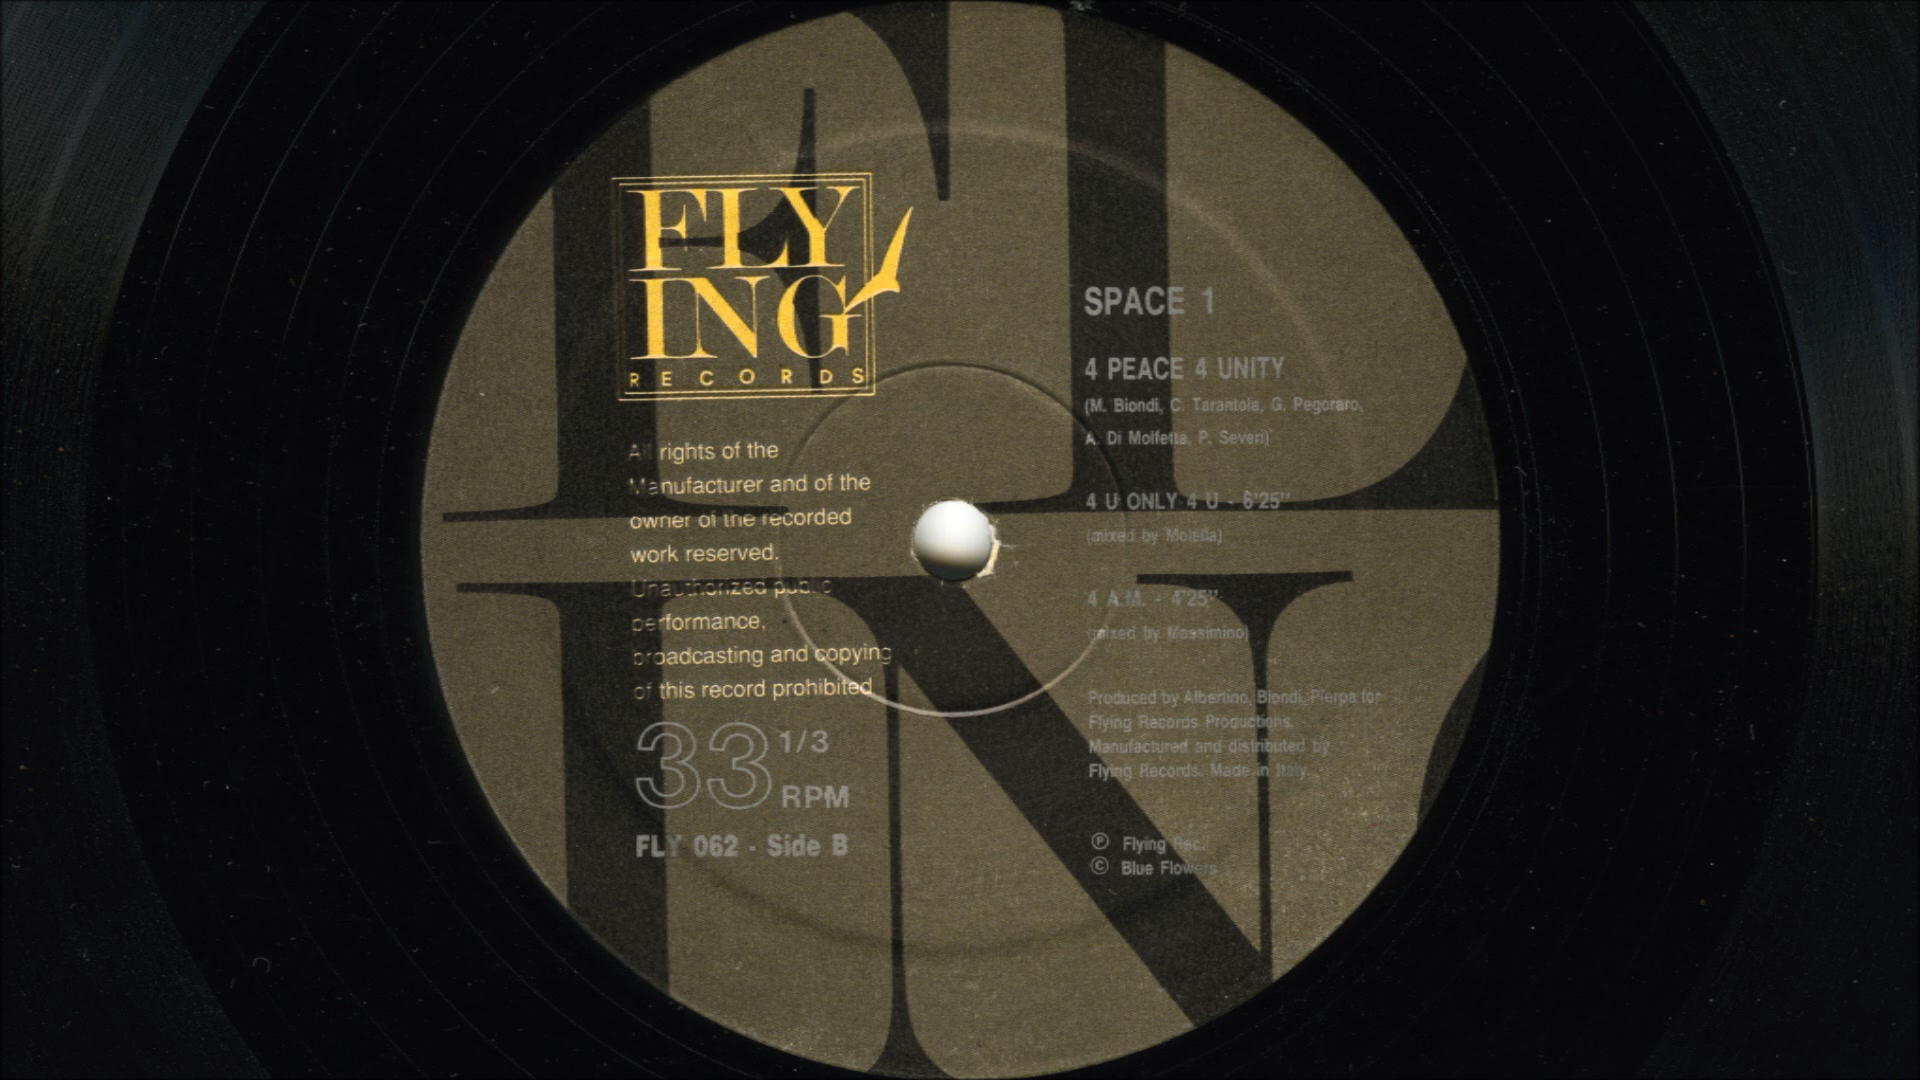 FLY
ING
RECORDS
All rights of the
Manufacturer and of the
owner of the recorded
work reserved.
Unauthorized public
performance,
broadcasting and copying
of this record prohibited
33 1/3
RPM
FLY 062 - Side B
SPACE 1
4 PEACE 4 UNITY
(M. Biondi, C. Tarantola, G. Pegoraro,
A. Di Molfetta, P. Severi)
4 U ONLY 4 U - 6'25"
(mixed by Molella)
4 A.M. - 4'25"
(mixed by Massimino)
Produced by Albertino, Biondi, Pierpa for
Flying Records Productions.
Manufactured and distributed by
Flying Records. Made in Italy.
℗ Flying Rec.
© Blue Flowers